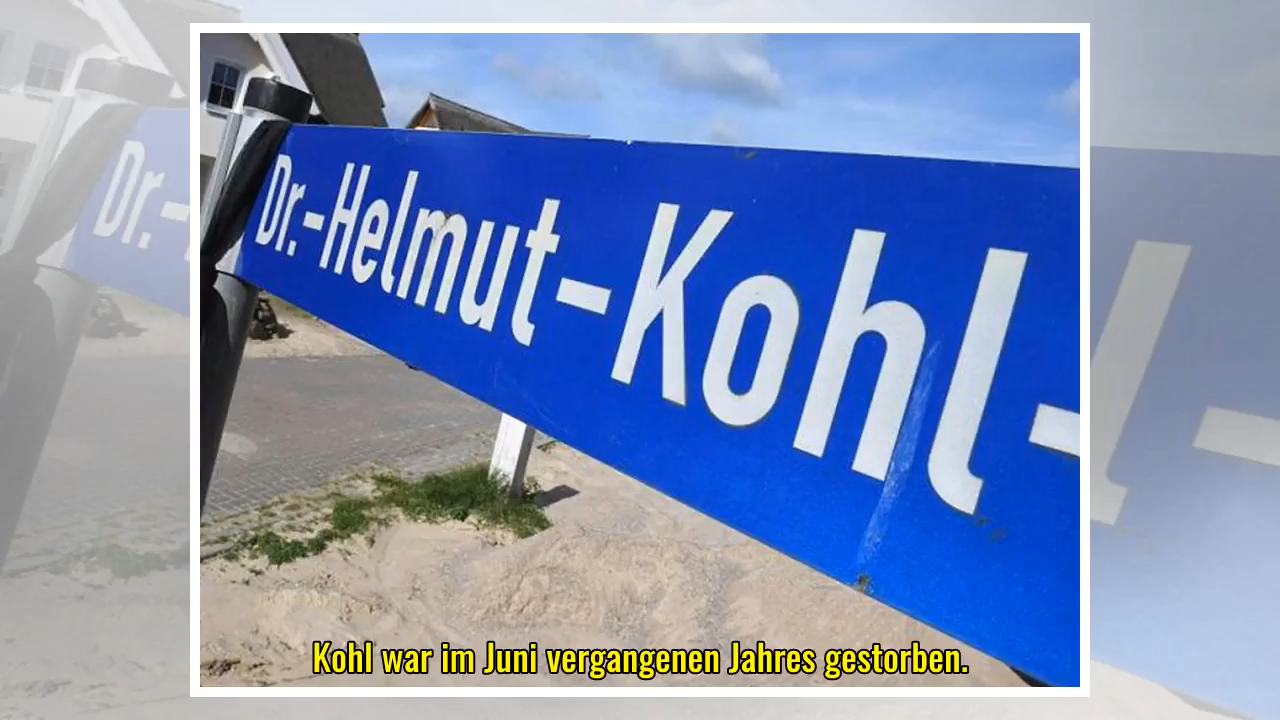 Dr.-Helmut-Kohl-
Kohl war im Juni vergangenen Jahres gestorben.